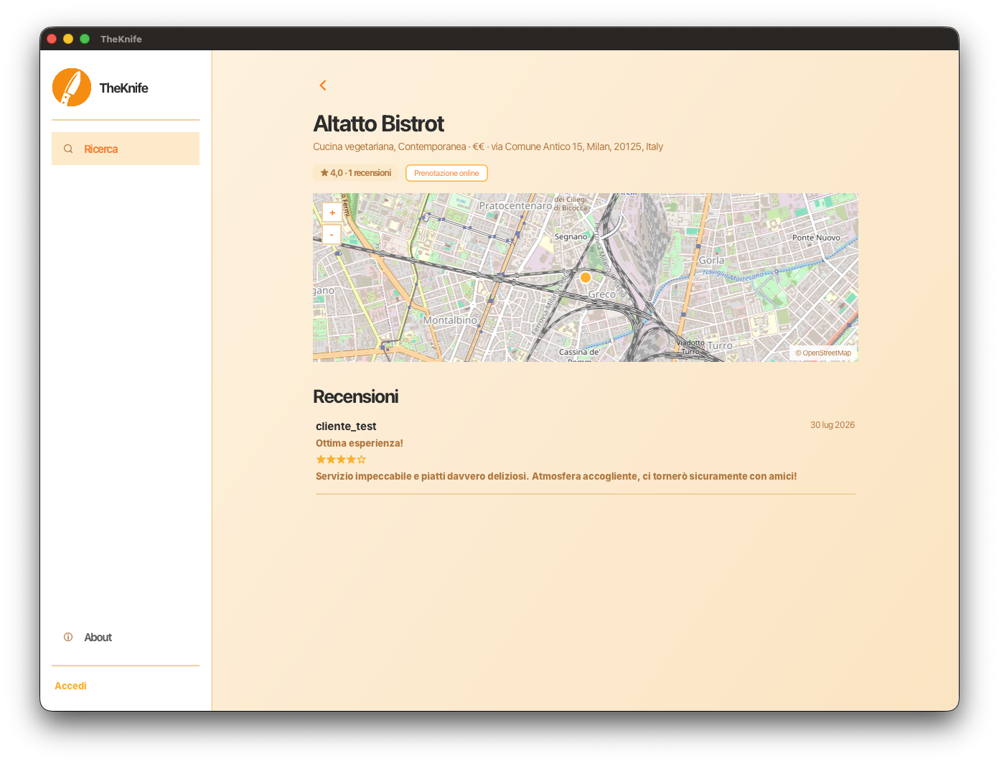 TheKnife
TheKnife
Ricerca
Altatto Bistrot
Cucina vegetariana, Contemporanea · €€ · via Comune Antico 15, Milan, 20125, Italy
★ 4,0 · 1 recensioni
Prenotazione online
+
-
Pratocentenaro
dei Ciliegi
di Bicocca
Segnano
Ponte Nuovo
Gorla
Naviglio Martesana
Greco
Montalbino
gano
Cassina de'
Viadotto
Turro
Turro
© OpenStreetMap
Recensioni
cliente_test
30 lug 2026
Ottima esperienza!
★★★★☆
Servizio impeccabile e piatti davvero deliziosi. Atmosfera accogliente, ci tornerò sicuramente con amici!
About
Accedi